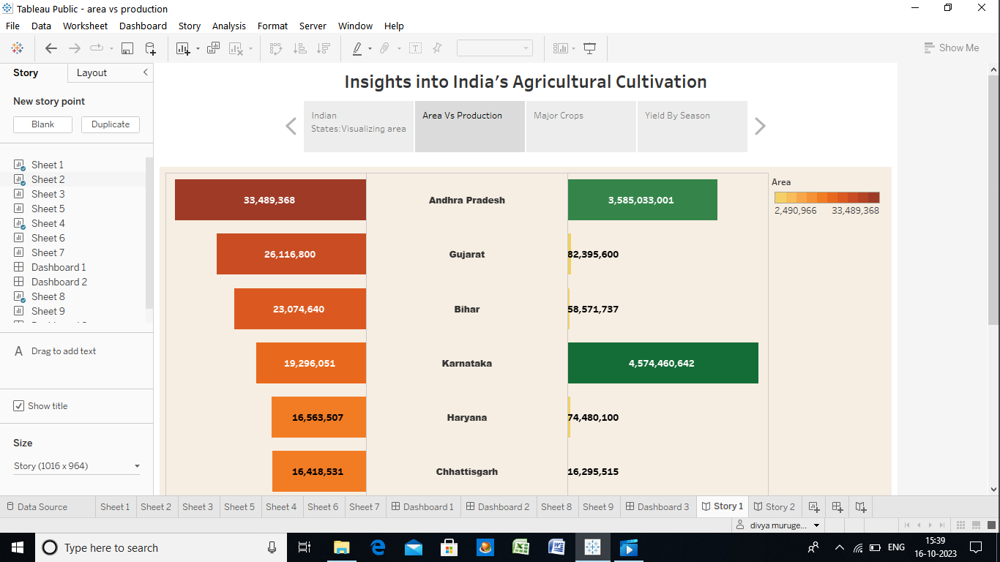 Tableau Public - area vs production
File Data Worksheet Dashboard Story Analysis Format Server Window Help
Show Me
Story Layout
New story point
Blank Duplicate
Sheet 1
Sheet 2
Sheet 3
Sheet 5
Sheet 4
Sheet 6
Sheet 7
Dashboard 1
Dashboard 2
Sheet 8
Sheet 9
A Drag to add text
Show title
Size
Story (1016 x 964)
Insights into India's Agricultural Cultivation
Indian
States:Visualizing area
Area Vs Production
Major Crops
Yield By Season
33,489,368 Andhra Pradesh 3,585,033,001
26,116,800 Gujarat 82,395,600
23,074,640 Bihar 58,571,737
19,296,051 Karnataka 4,574,460,642
16,563,507 Haryana 74,480,100
16,418,531 Chhattisgarh 16,295,515
Area
2,490,966 33,489,368
Data Source Sheet 1 Sheet 2 Sheet 3 Sheet 5 Sheet 4 Sheet 6 Sheet 7 Dashboard 1 Dashboard 2 Sheet 8 Sheet 9 Dashboard 3 Story 1 Story 2
divya muruge...
Type here to search
ENG
15:39
16-10-2023